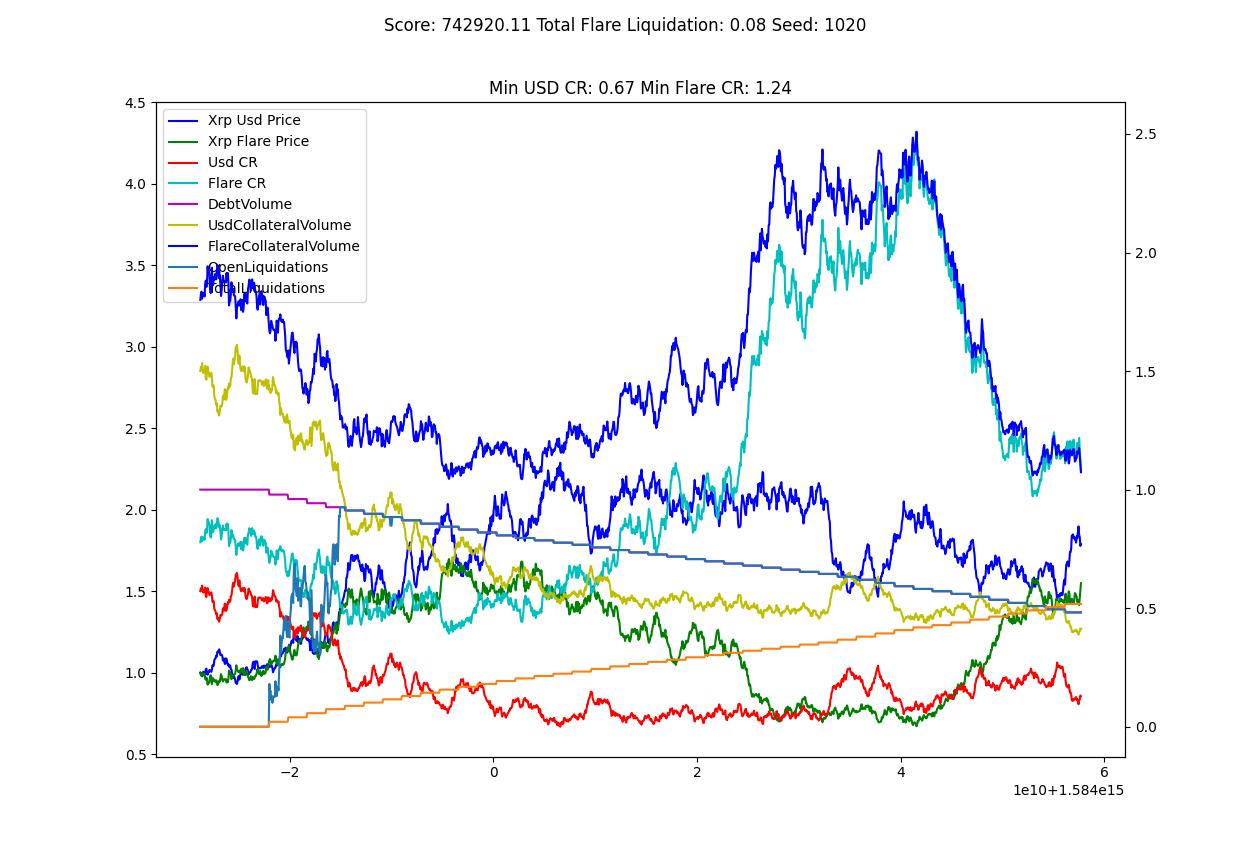 Score: 742920.11 Total Flare Liquidation: 0.08 Seed: 1020
Min USD CR: 0.67 Min Flare CR: 1.24
Xrp Usd Price
Xrp Flare Price
Usd CR
Flare CR
DebtVolume
UsdCollateralVolume
FlareCollateralVolume
OpenLiquidations
TotalLiquidations
4.5
4.0
3.5
3.0
2.5
2.0
1.5
1.0
0.5
2.5
2.0
1.5
1.0
0.5
0.0
−2 0 2 4 6
1e10+1.584e15